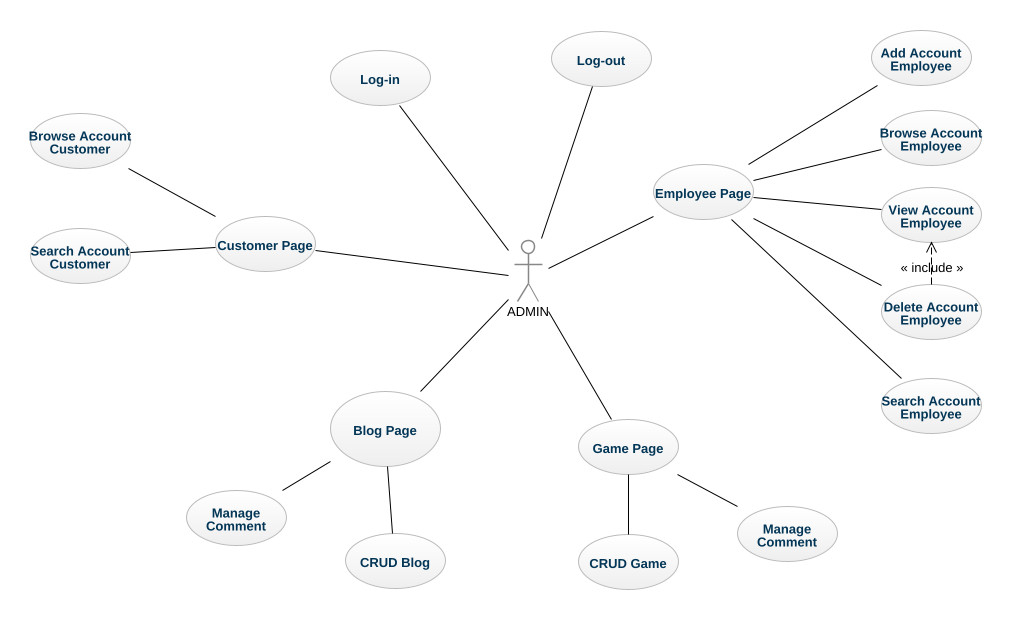 Log-in
Log-out
Add Account
Employee
Browse Account
Customer
Browse Account
Employee
Employee Page
View Account
Employee
Search Account
Customer
Customer Page
« include »
ADMIN
Delete Account
Employee
Search Account
Employee
Blog Page
Game Page
Manage
Comment
Manage
Comment
CRUD Blog
CRUD Game